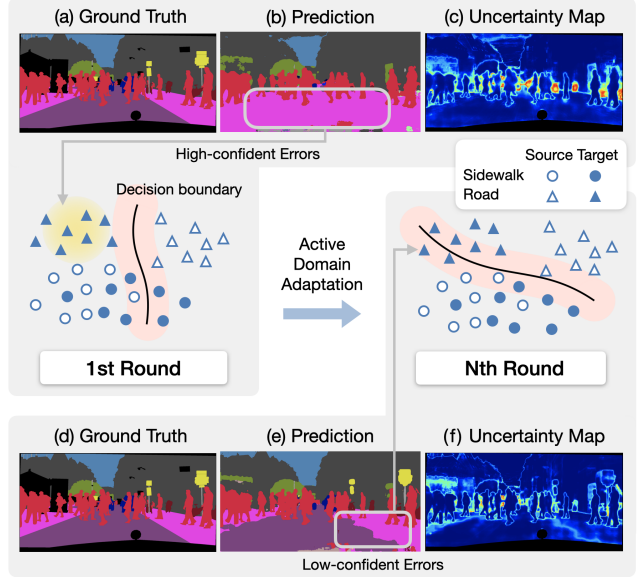 (a) Ground Truth
(b) Prediction
(c) Uncertainty Map
High-confident Errors
Source Target
Sidewalk
Road
Decision boundary
Active
Domain
Adaptation
1st Round
Nth Round
(d) Ground Truth
(e) Prediction
(f) Uncertainty Map
Low-confident Errors